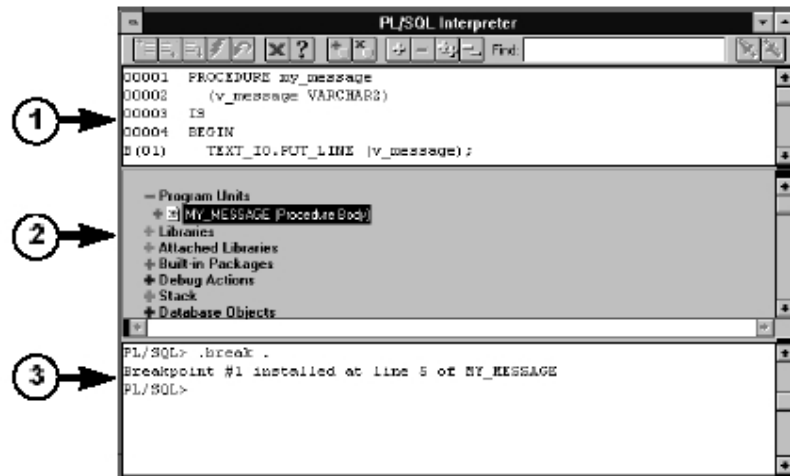 PL/SQL Interpreter
Find:
00001 PROCEDURE my_message
00002 (v_message VARCHAR2)
00003 IS
00004 BEGIN
B(01) TEXT_IO.PUT_LINE (v_message);
1
− Program Units
+ MY_MESSAGE (Procedure Body)
+ Libraries
+ Attached Libraries
+ Built-in Packages
+ Debug Actions
+ Stack
+ Database Objects
2
PL/SQL> .break .
Breakpoint #1 installed at line 5 of MY_MESSAGE
PL/SQL>
3